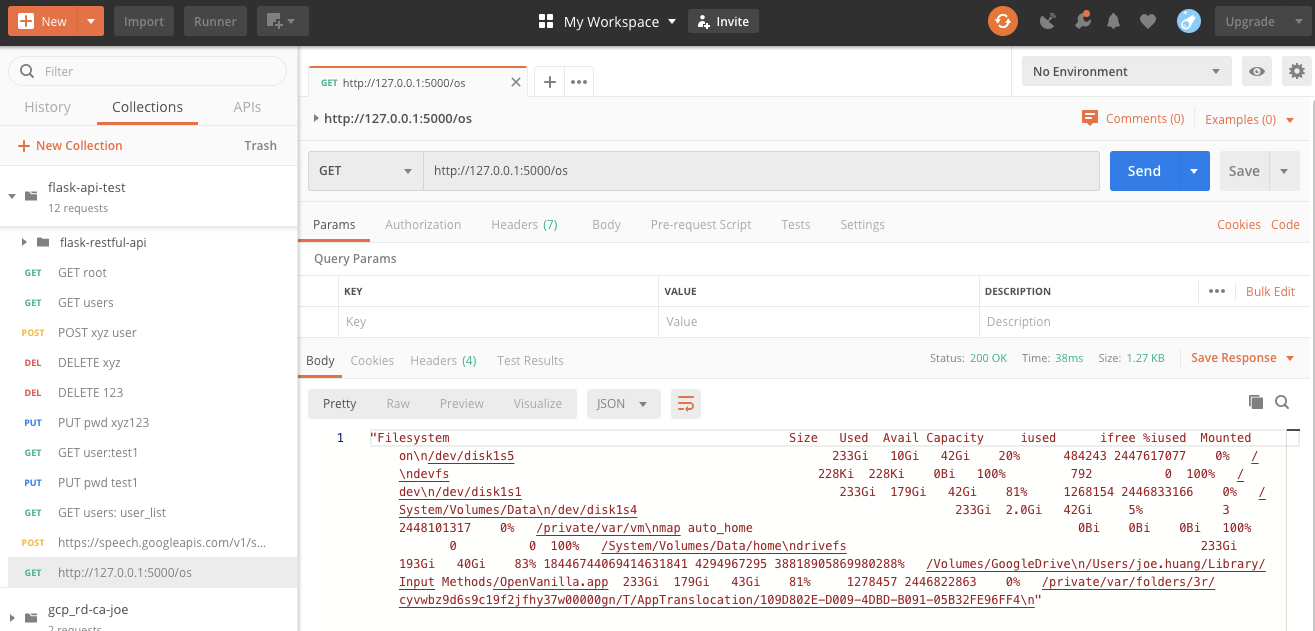 New
Import
Runner
My Workspace
Invite
Upgrade
Filter
History Collections APIs
New Collection Trash
flask-api-test
12 requests
flask-restful-api
GET GET root
GET GET users
POST POST xyz user
DEL DELETE xyz
DEL DELETE 123
PUT PUT pwd xyz123
GET GET user:test1
PUT PUT pwd test1
GET GET users: user_list
POST https://speech.googleapis.com/v1/s...
GET http://127.0.0.1:5000/os
gcp_rd-ca-joe
2 requests
GET http://127.0.0.1:5000/os
No Environment
http://127.0.0.1:5000/os
Comments (0) Examples (0)
GET http://127.0.0.1:5000/os Send Save
Params Authorization Headers (7) Body Pre-request Script Tests Settings Cookies Code
Query Params
KEY VALUE DESCRIPTION Bulk Edit
Key Value Description
Body Cookies Headers (4) Test Results Status: 200 OK Time: 38ms Size: 1.27 KB Save Response
Pretty Raw Preview Visualize JSON
1 "Filesystem Size Used Avail Capacity iused ifree %iused Mounted
on\n/dev/disk1s5 233Gi 10Gi 42Gi 20% 484243 2447617077 0% /
\ndevfs 228Ki 228Ki 0Bi 100% 792 0 100% /
dev\n/dev/disk1s1 233Gi 179Gi 42Gi 81% 1268154 2446833166 0% /
System/Volumes/Data\n/dev/disk1s4 233Gi 2.0Gi 42Gi 5% 3
2448101317 0% /private/var/vm\nmap auto_home 0Bi 0Bi 0Bi 100%
0 0 100% /System/Volumes/Data/home\ndrivefs 233Gi
193Gi 40Gi 83% 18446744069414631841 4294967295 38818905869980288% /Volumes/GoogleDrive\n/Users/joe.huang/Library/
Input Methods/OpenVanilla.app 233Gi 179Gi 43Gi 81% 1278457 2446822863 0% /private/var/folders/3r/
cyvwbz9d6s9c19f2jfhy37w00000gn/T/AppTranslocation/109D802E-D009-4DBD-B091-05B32FE96FF4\n"